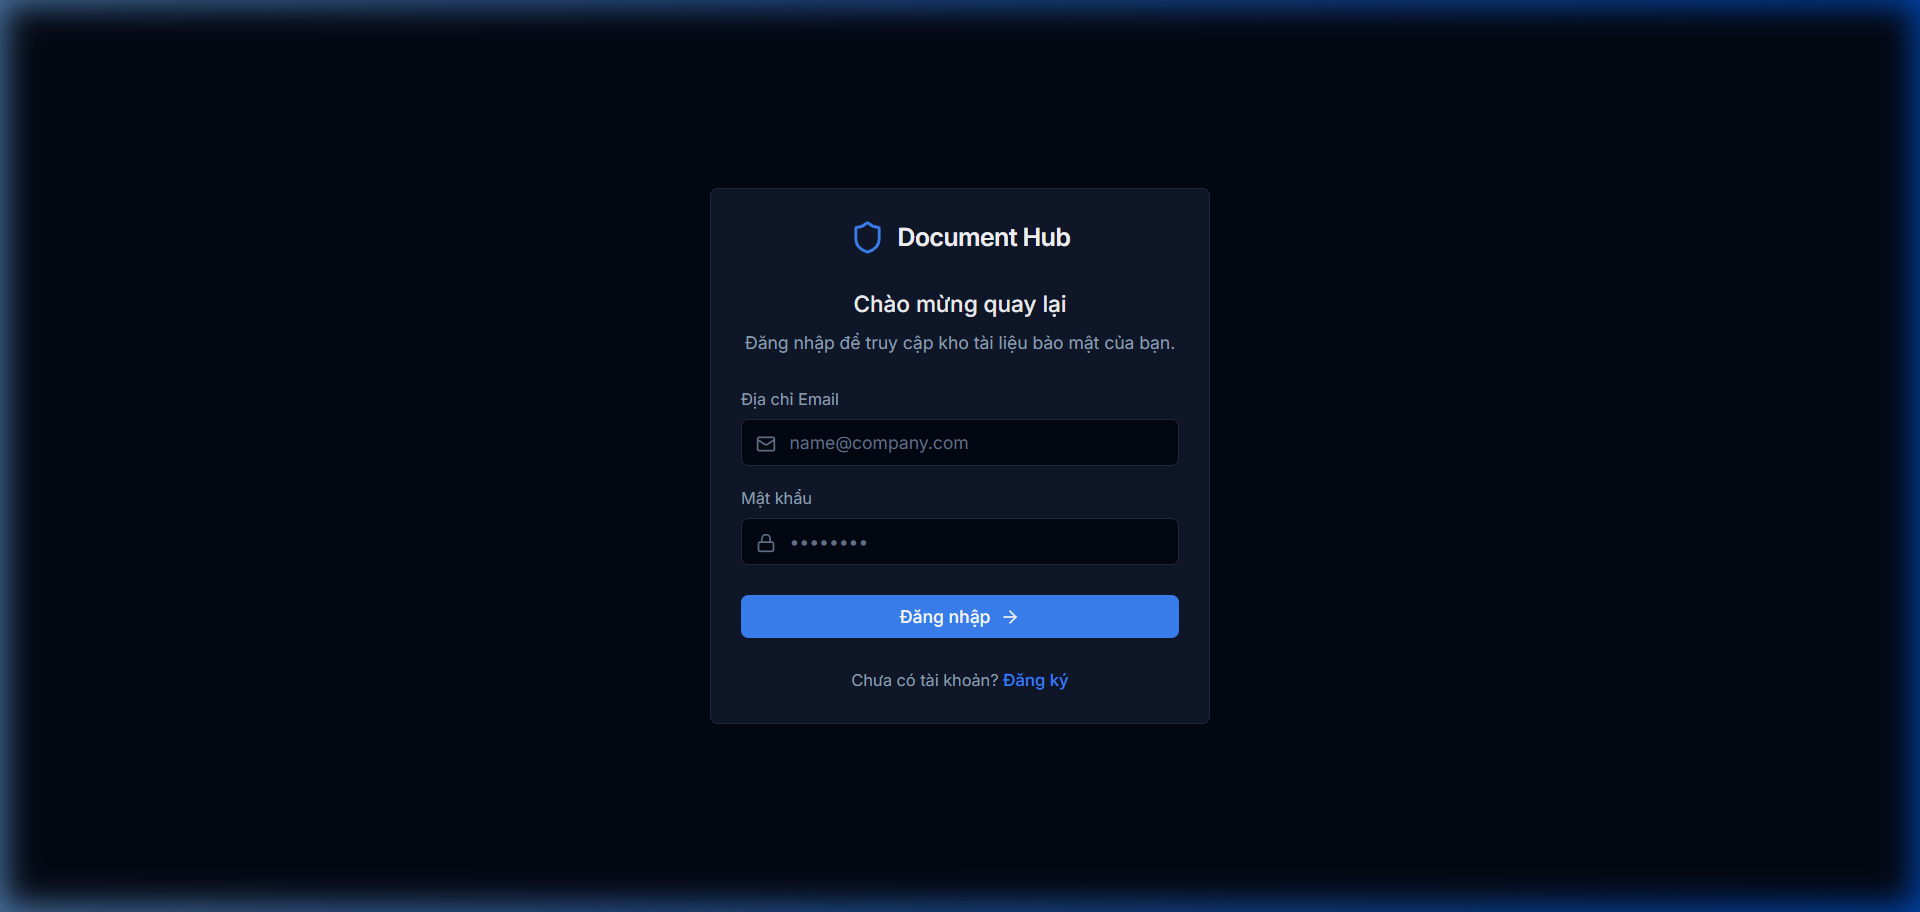 Document Hub
Chào mừng quay lại
Đăng nhập để truy cập kho tài liệu bảo mật của bạn.
Địa chỉ Email
name@company.com
Mật khẩu
••••••••
Đăng nhập →
Chưa có tài khoản? Đăng ký